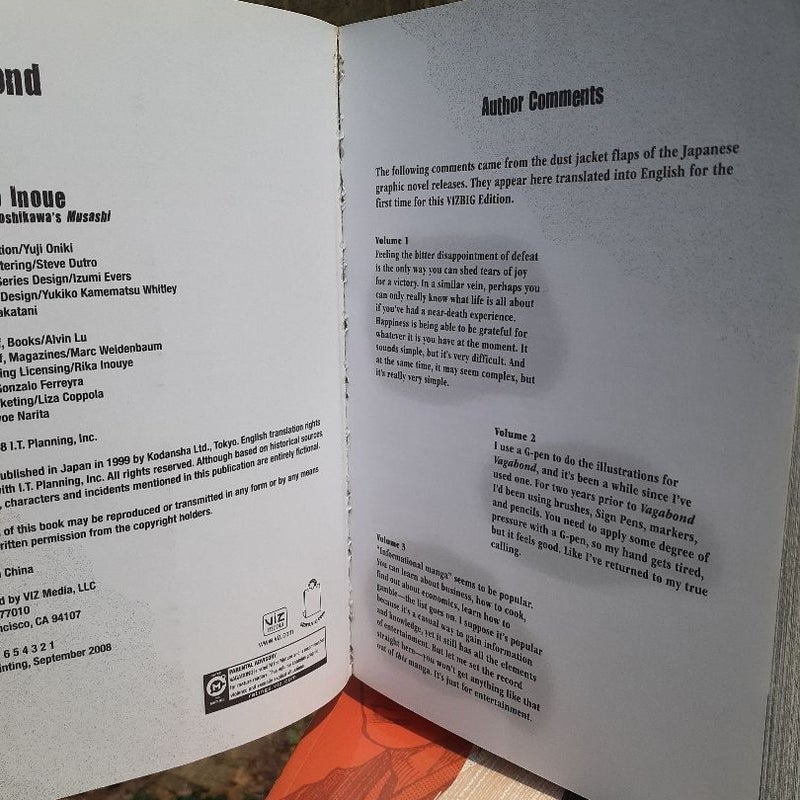 ond
Inoue
oshikawa's Musashi
tion/Yuji Oniki
tering/Steve Dutro
Series Design/Izumi Evers
Design/Yukiko Kamematsu Whitley
akatani
f, Books/Alvin Lu
f, Magazines/Marc Weidenbaum
ing Licensing/Rika Inouye
Gonzalo Ferreyra
keting/Liza Coppola
yoe Narita
8 I.T. Planning, Inc.
ublished in Japan in 1999 by Kodansha Ltd., Tokyo. English translation rights
with I.T. Planning, Inc. All rights reserved. Although based on historical sources,
, characters and incidents mentioned in this publication are entirely fictional.
of this book may be reproduced or transmitted in any form or by any means
ritten permission from the copyright holders.
China
d by VIZ Media, LLC
77010
ncisco, CA 94107
6 5 4 3 2 1
inting, September 2008
VIZ
www.viz.com
PARENTAL ADVISORY
Author Comments
The following comments came from the dust jacket flaps of the Japanese
graphic novel releases. They appear here translated into English for the
first time for this VIZBIG Edition.
Volume 1
Feeling the bitter disappointment of defeat
is the only way you can shed tears of joy
for a victory. In a similar vein, perhaps you
can only really know what life is all about
if you've had a near-death experience.
Happiness is being able to be grateful for
whatever it is you have at the moment. It
sounds simple, but it's very difficult. And
at the same time, it may seem complex, but
it's really very simple.
Volume 2
I use a G-pen to do the illustrations for
Vagabond, and it's been a while since I've
used one. For two years prior to Vagabond
I'd been using brushes, Sign Pens, markers,
and pencils. You need to apply some degree of
pressure with a G-pen, so my hand gets tired,
but it feels good. Like I've returned to my true
calling.
Volume 3
"Informational manga" seems to be popular.
You can learn about business, how to cook,
find out about economics, learn how to
gamble—the list goes on. I suppose it's popular
because it's a casual way to gain information
and knowledge, yet it still has all the elements
of entertainment. But let me set the record
straight here—you won't get anything like that
out of this manga. It's just for entertainment.